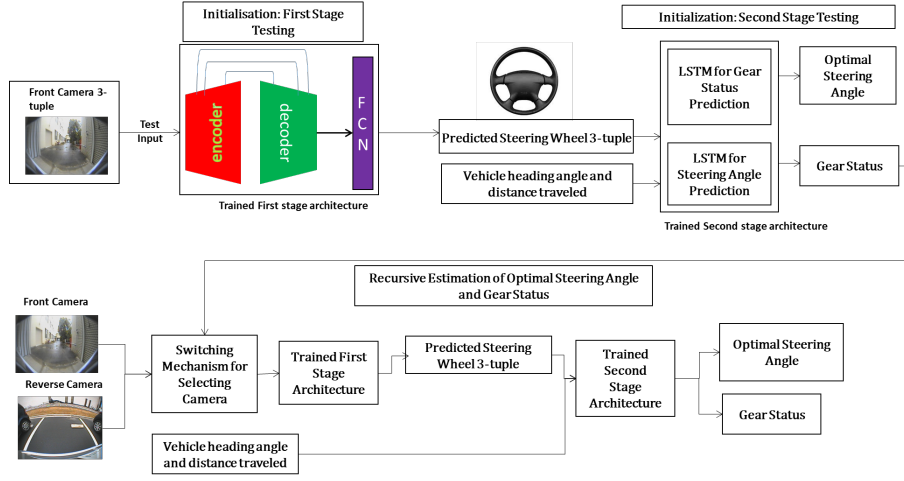 Initialisation: First Stage
Testing
Initialization: Second Stage Testing
Front Camera 3-
tuple
Test
Input
encoder
decoder
F
C
N
Trained First stage architecture
Predicted Steering Wheel 3-tuple
Vehicle heading angle and
distance traveled
LSTM for Gear
Status
Prediction
LSTM for
Steering Angle
Prediction
Trained Second stage architecture
Optimal
Steering
Angle
Gear Status
Recursive Estimation of Optimal Steering Angle
and Gear Status
Front Camera
Reverse Camera
Switching
Mechanism for
Selecting
Camera
Trained First
Stage
Architecture
Predicted Steering
Wheel 3-tuple
Trained
Second
Stage
Architecture
Optimal Steering
Angle
Gear Status
Vehicle heading angle
and distance traveled